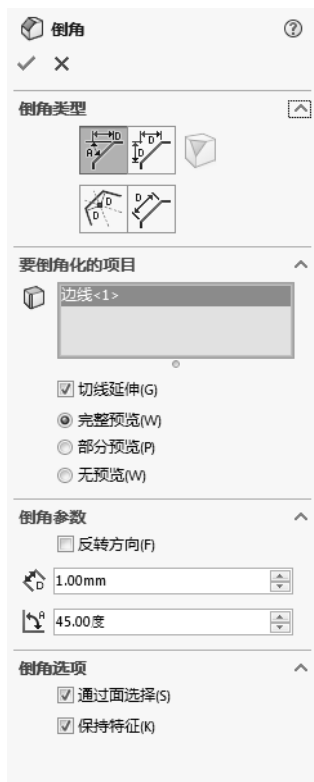 倒角
倒角类型
D
A
D
D
D
D
要倒角化的项目
边线<1>
切线延伸(G)
完整预览(W)
部分预览(P)
无预览(W)
倒角参数
反转方向(F)
D 1.00mm
A 45.00度
倒角选项
通过面选择(S)
保持特征(K)